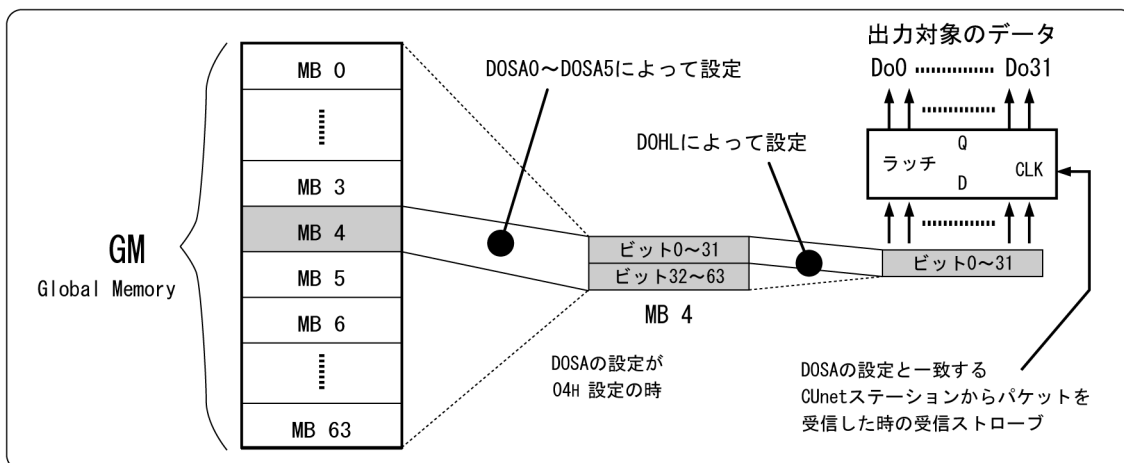 GM
Global Memory
MB 0
MB 3
MB 4
MB 5
MB 6
MB 63
DOSA0～DOSA5によって設定
ビット0～31
ビット32～63
MB 4
DOSAの設定が
04H 設定の時
DOHLによって設定
出力対象のデータ
Do0 Do31
Q
ラッチ
CLK
D
ビット0～31
DOSAの設定と一致する
CUnetステーションからパケットを
受信した時の受信ストローブ